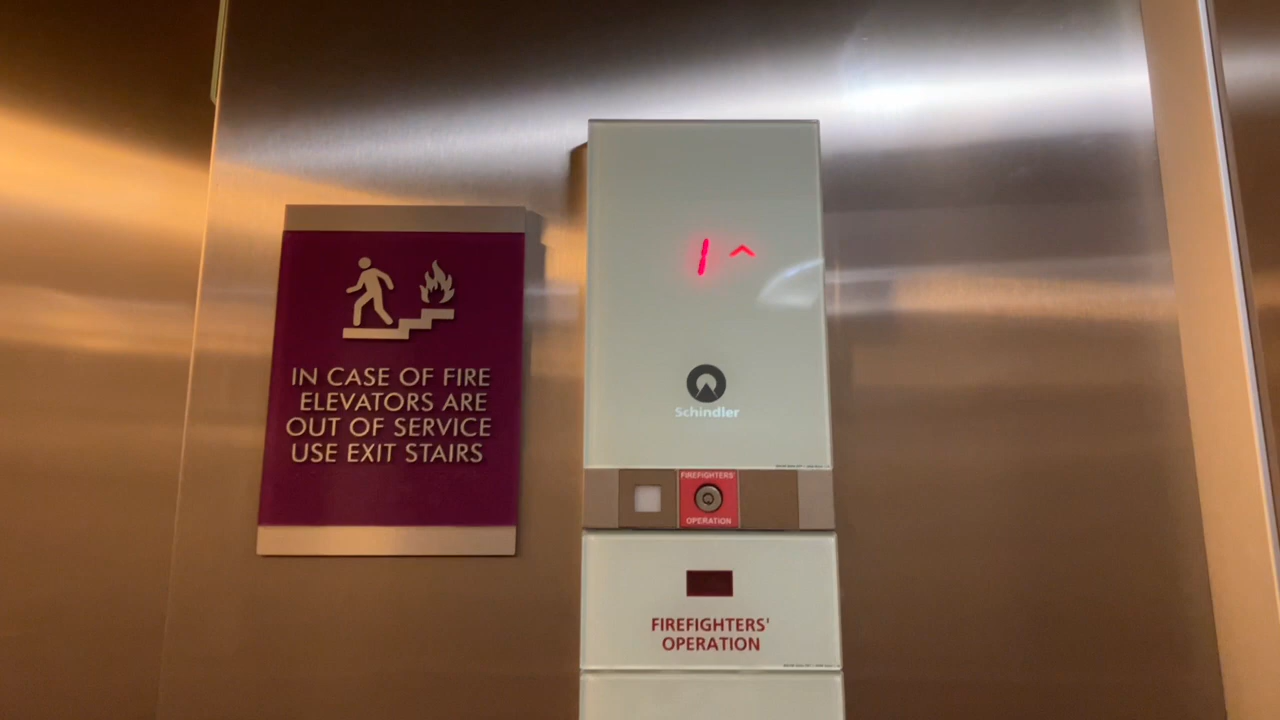 IN CASE OF FIRE
ELEVATORS ARE
OUT OF SERVICE
USE EXIT STAIRS
1
Schindler
FIREFIGHTERS'
OPERATION
FIREFIGHTERS'
OPERATION